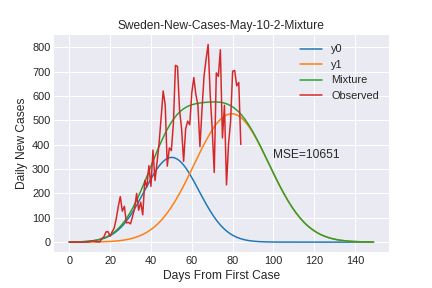 Sweden-New-Cases-May-10-2-Mixture
800
700
600
500
400
300
200
100
0
Daily New Cases
y0
y1
Mixture
Observed
MSE=10651
0 20 40 60 80 100 120 140
Days From First Case